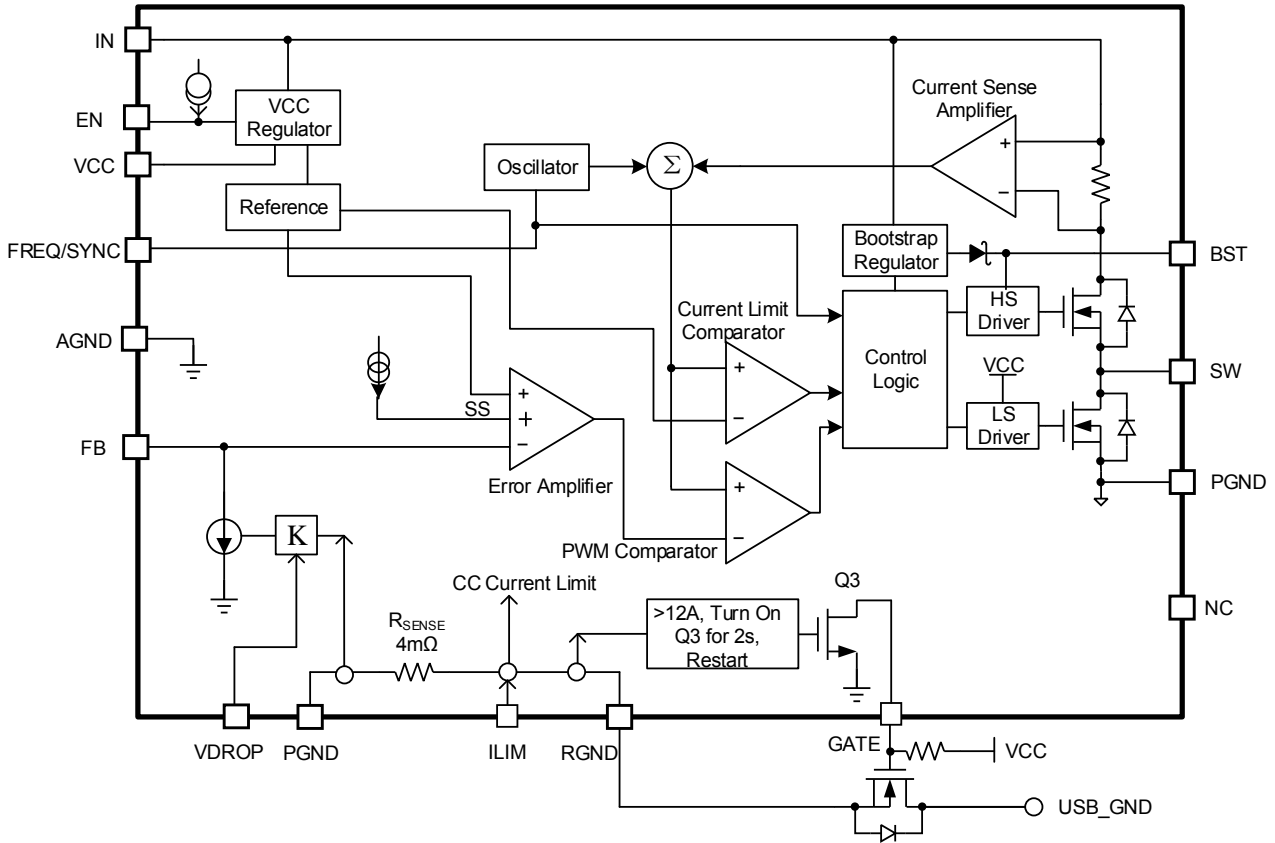 IN
EN
VCC
FREQ/SYNC
AGND
FB
VCC
Regulator
Reference
Oscillator
Σ
Current Sense
Amplifier
+
−
Bootstrap
Regulator
BST
HS
Driver
Current Limit
Comparator
+
−
Control
Logic
SW
VCC
LS
Driver
PGND
SS
+
+
−
Error Amplifier
+
−
PWM Comparator
K
CC Current Limit
RSENSE
4mΩ
>12A, Turn On
Q3 for 2s,
Restart
Q3
NC
VDROP
PGND
ILIM
RGND
GATE
VCC
USB_GND